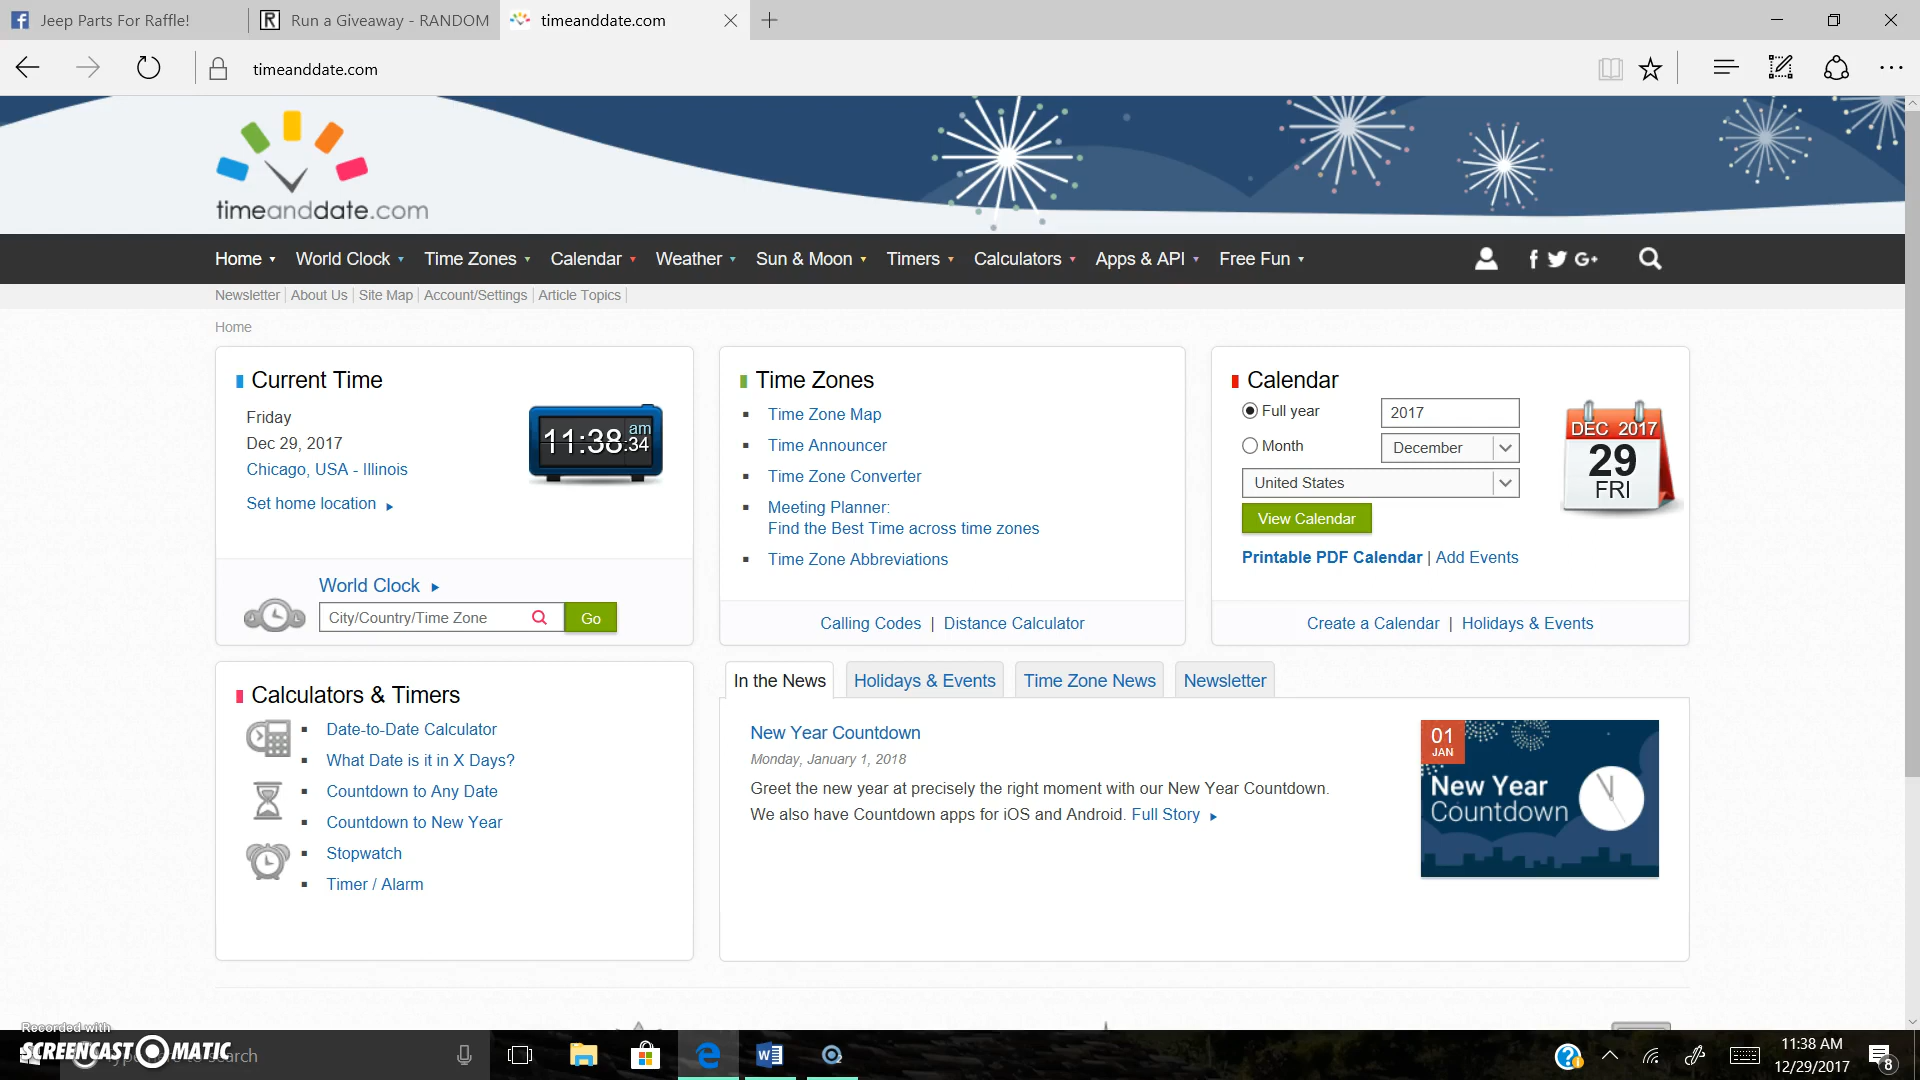 Jeep Parts For Raffle!
R Run a Giveaway - RANDOM
timeanddate.com
timeanddate.com
timeanddate.com
Home World Clock Time Zones Calendar Weather Sun & Moon Timers Calculators Apps & API Free Fun
Newsletter | About Us | Site Map | Account/Settings | Article Topics |
Home
Current Time
Friday
Dec 29, 2017
Chicago, USA - Illinois
Set home location
11:38:34 am
World Clock
City/Country/Time Zone
Go
Time Zones
Time Zone Map
Time Announcer
Time Zone Converter
Meeting Planner:
Find the Best Time across time zones
Time Zone Abbreviations
Calling Codes | Distance Calculator
Calendar
Full year 2017
Month December
United States
View Calendar
DEC 2017
29
FRI
Printable PDF Calendar | Add Events
Create a Calendar | Holidays & Events
Calculators & Timers
Date-to-Date Calculator
What Date is it in X Days?
Countdown to Any Date
Countdown to New Year
Stopwatch
Timer / Alarm
In the News Holidays & Events Time Zone News Newsletter
New Year Countdown
Monday, January 1, 2018
Greet the new year at precisely the right moment with our New Year Countdown.
We also have Countdown apps for iOS and Android. Full Story
01
JAN
New Year
Countdown
Recorded with
SCREENCAST-O-MATIC
search
11:38 AM
12/29/2017
8